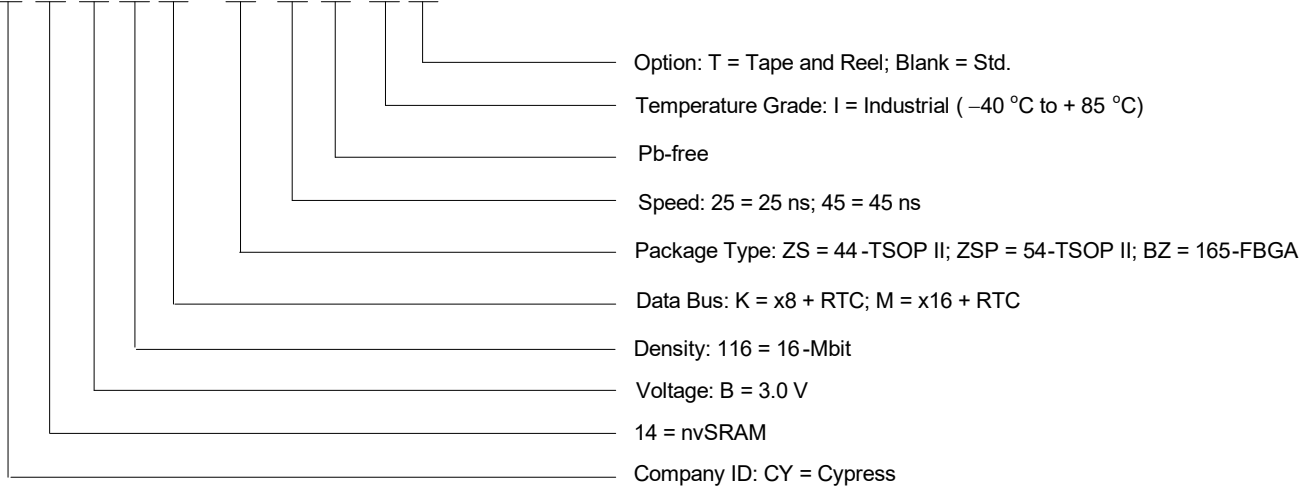 Option: T = Tape and Reel; Blank = Std.
Temperature Grade: I = Industrial ( –40 °C to + 85 °C)
Pb-free
Speed: 25 = 25 ns; 45 = 45 ns
Package Type: ZS = 44-TSOP II; ZSP = 54-TSOP II; BZ = 165-FBGA
Data Bus: K = x8 + RTC; M = x16 + RTC
Density: 116 = 16-Mbit
Voltage: B = 3.0 V
14 = nvSRAM
Company ID: CY = Cypress